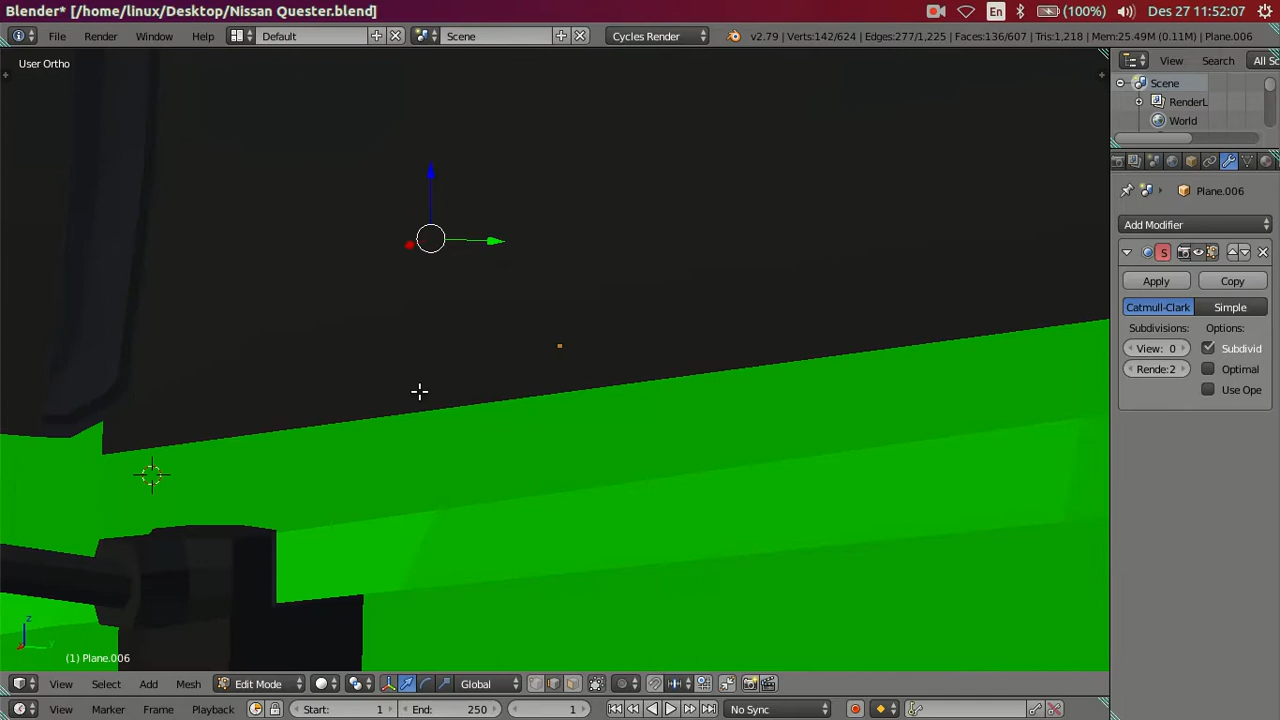 Blender* [/home/linux/Desktop/Nissan Quester.blend]
En (100%) Des 27 11:52:07
File Render Window Help Default Scene Cycles Render v2.79 | Verts:142/624 | Edges:277/1,225 | Faces:136/607 | Tris:1,218 | Mem:25.49M (0.11M) | Plane.006
User Ortho
View Search All Sc
Scene
RenderL
World
Plane.006
Add Modifier
S
Apply Copy
Catmull-Clark Simple
Subdivisions: Options:
View: 0 Subdivid
Rende:2 Optimal
Use Ope
z
y
(1) Plane.006
View Select Add Mesh Edit Mode Global
View Marker Frame Playback Start: 1 End: 250 1 No Sync